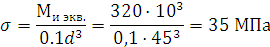 σ = Mи экв. / 0.1d³ = 320 · 10³ / 0,1 · 45³ = 35 МПа